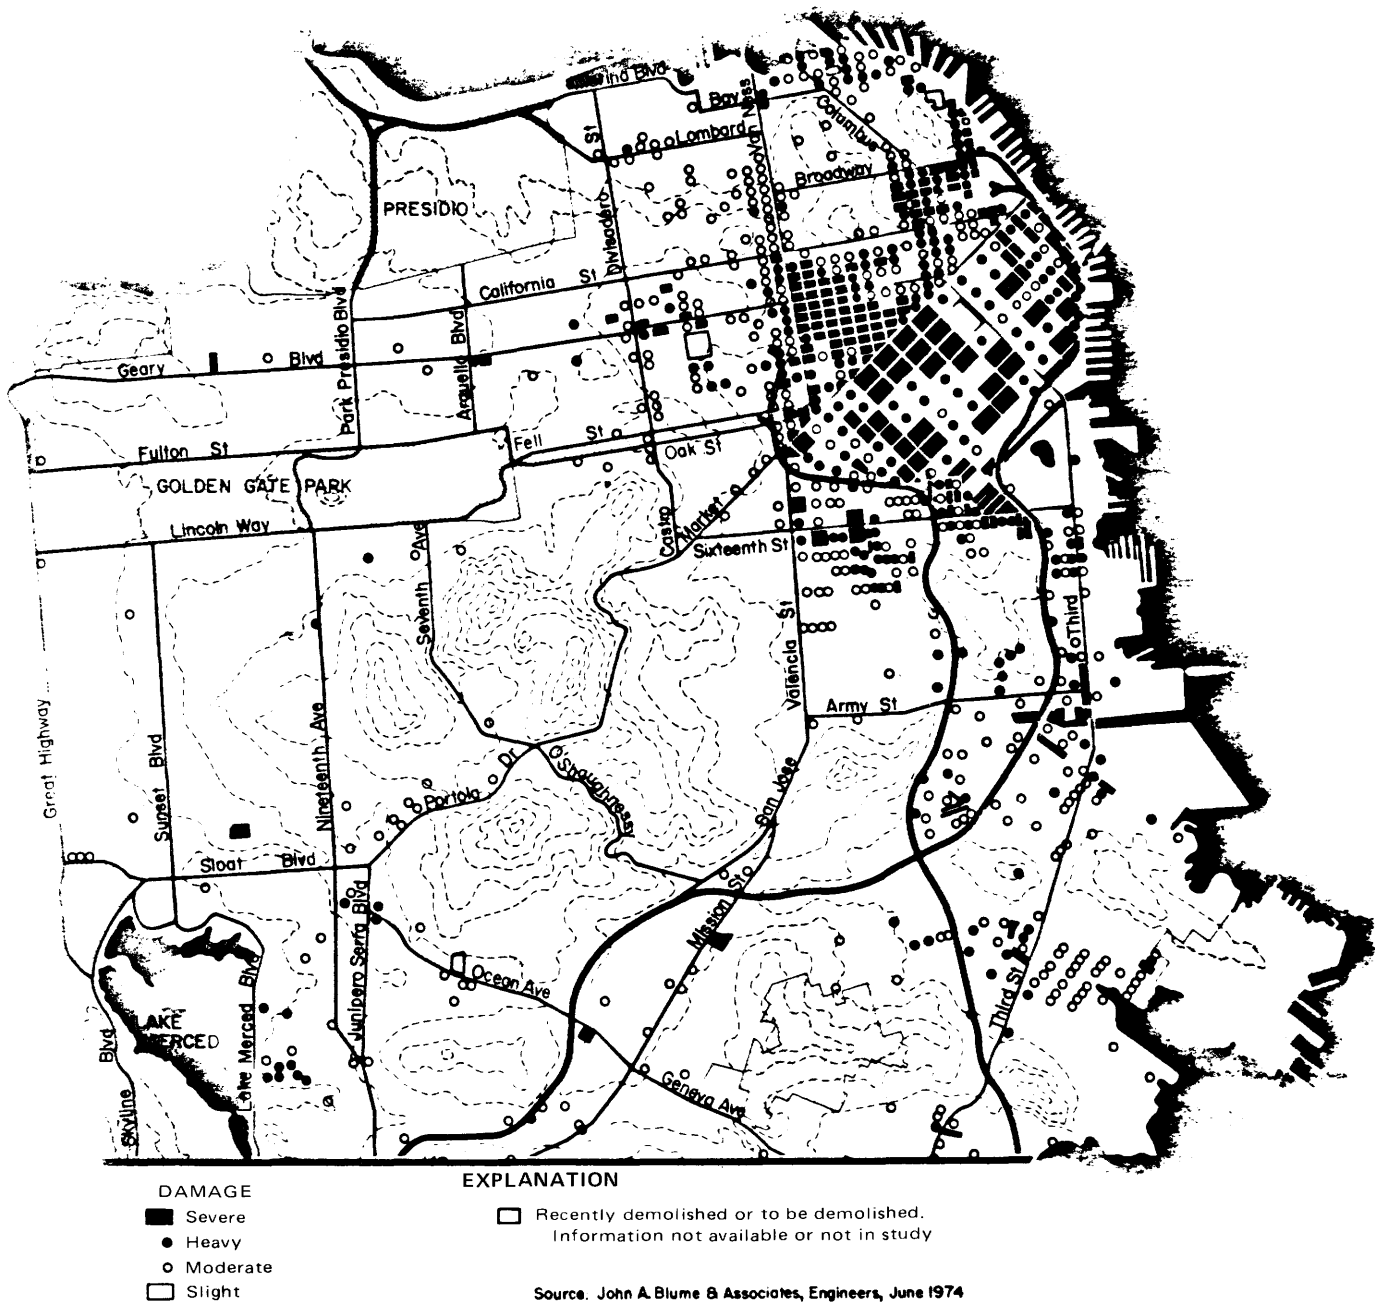 Marina Blvd
Bay
Van Ness
Columbus
St
Lombard
Broadway
PRESIDIO
Divisadero
California St
Park Presidio Blvd
Arguello Blvd
Geary Blvd
Fulton St
Fell St
Oak St
GOLDEN GATE PARK
Lincoln Way
Castro
Market
Sixteenth St
Seventh Ave
Valencia St
Third
Army St
Great Highway
Sunset Blvd
Nineteenth Ave
Portola Dr
O'Shaughnessy
San Jose
Sloat Blvd
Mission St
Junipero Serra Blvd
Ocean Ave
Third St
LAKE
MERCED
Lake Merced Blvd
Skyline Blvd
Geneva Ave
EXPLANATION
DAMAGE
Severe
Heavy
Moderate
Slight
Recently demolished or to be demolished.
Information not available or not in study
Source. John A. Blume & Associates, Engineers, June 1974